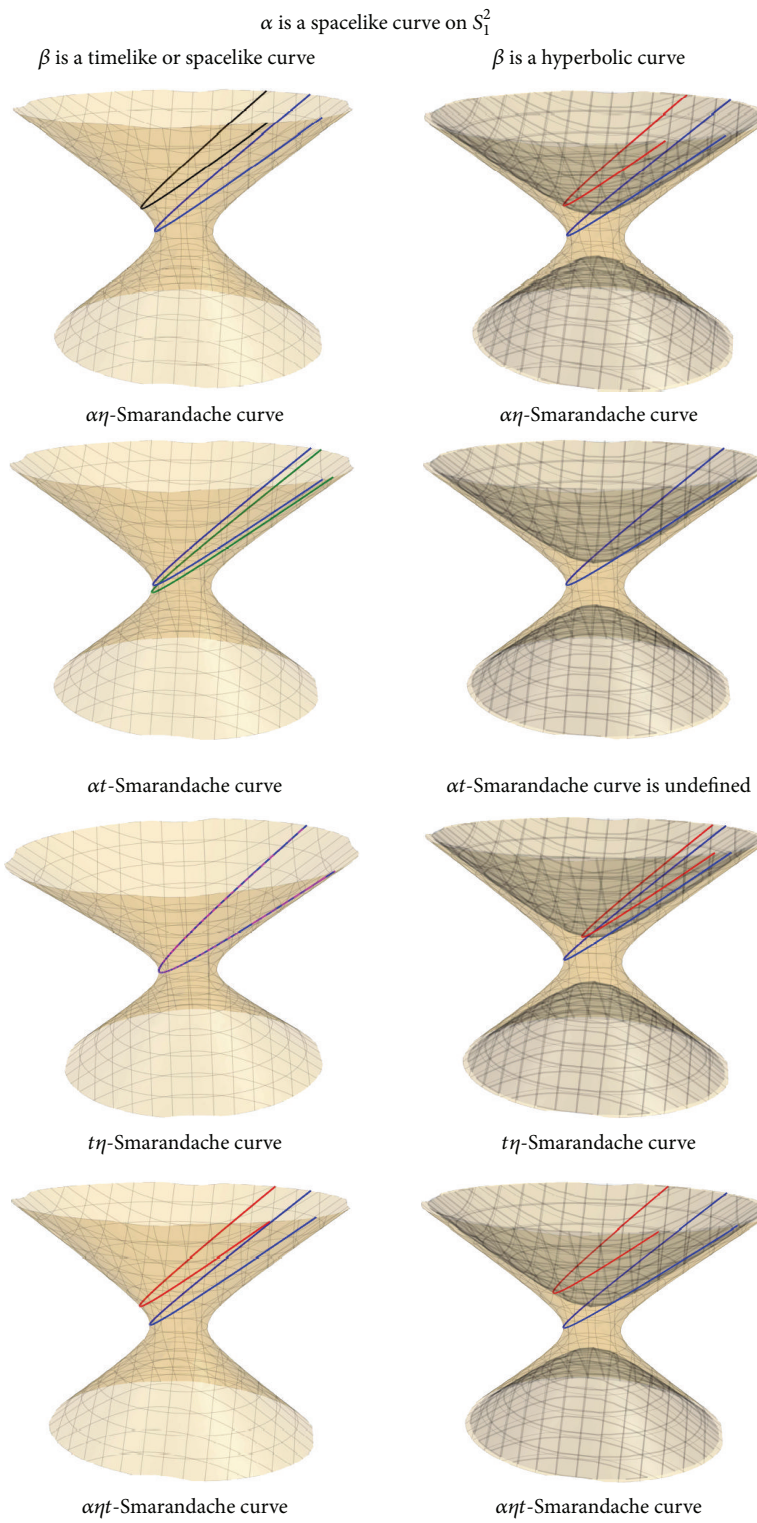 α is a spacelike curve on S₁²
β is a timelike or spacelike curve
β is a hyperbolic curve
αη-Smarandache curve
αη-Smarandache curve
αt-Smarandache curve
αt-Smarandache curve is undefined
tη-Smarandache curve
tη-Smarandache curve
αηt-Smarandache curve
αηt-Smarandache curve